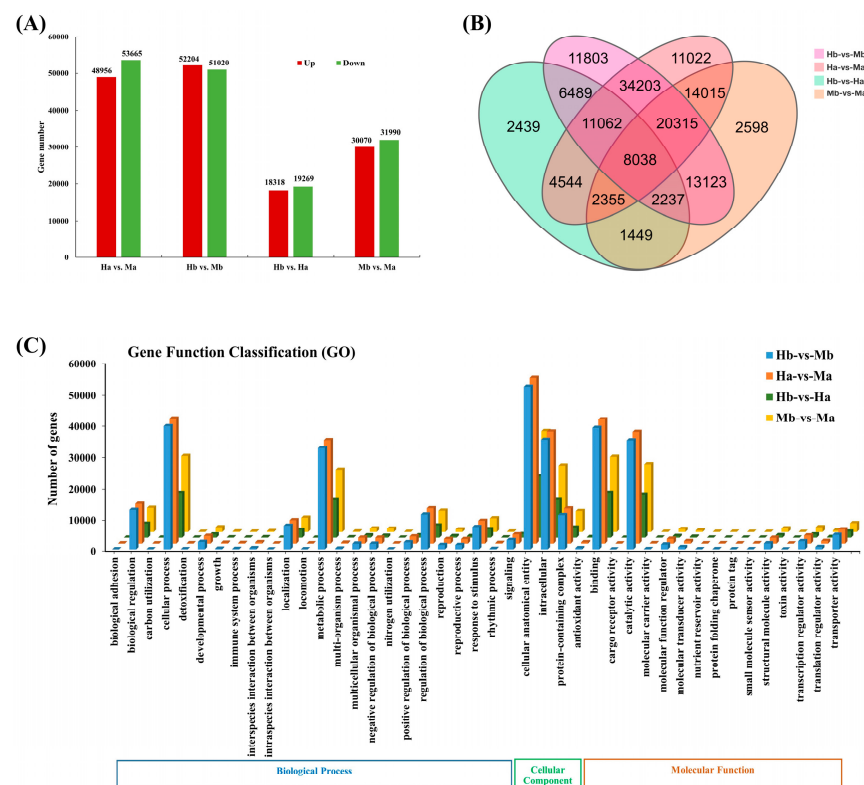 (A)
60000
50000
40000
30000
20000
10000
0
Gene number
48956
53665
52204
51020
18318
19269
30070
31990
Up
Down
Ha vs. Ma
Hb vs. Mb
Hb vs. Ha
Mb vs. Ma
(B)
11803
11022
6489
34203
14015
2439
11062
20315
2598
8038
4544
13123
2355
2237
1449
Hb-vs-Mb
Ha-vs-Ma
Hb-vs-Ha
Mb-vs-Ma
(C)
Gene Function Classification (GO)
Hb-vs-Mb
Ha-vs-Ma
Hb-vs-Ha
Mb-vs-Ma
Number of genes
60000
50000
40000
30000
20000
10000
0
biological adhesion
biological regulation
carbon utilization
cellular process
detoxification
developmental process
growth
immune system process
interspecies interaction between organisms
intraspecies interaction between organisms
localization
locomotion
metabolic process
multi-organism process
multicellular organismal process
negative regulation of biological process
nitrogen utilization
positive regulation of biological process
regulation of biological process
reproduction
reproductive process
response to stimulus
rhythmic process
signaling
cellular anatomical entity
intracellular
protein-containing complex
antioxidant activity
binding
cargo receptor activity
catalytic activity
molecular carrier activity
molecular function regulator
molecular transducer activity
nutrient reservoir activity
protein folding chaperone
protein tag
small molecule sensor activity
structural molecule activity
toxin activity
transcription regulator activity
translation regulator activity
transporter activity
Biological Process
Cellular
Component
Molecular Function